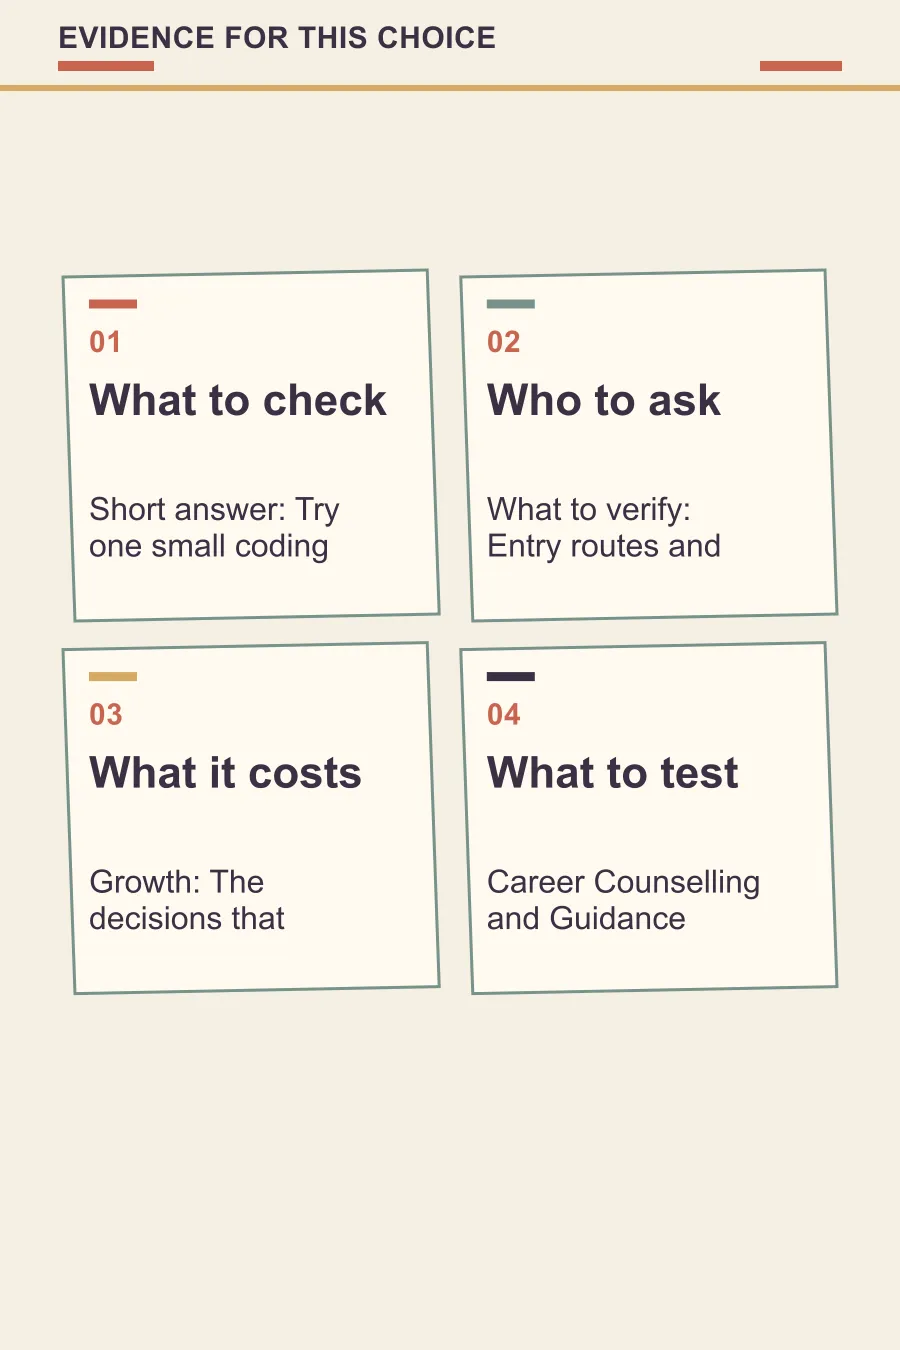 EVIDENCE FOR THIS CHOICE
01
What to check
Short answer: Try
one small coding
02
Who to ask
What to verify:
Entry routes and
03
What it costs
Growth: The
decisions that
04
What to test
Career Counselling
and Guidance